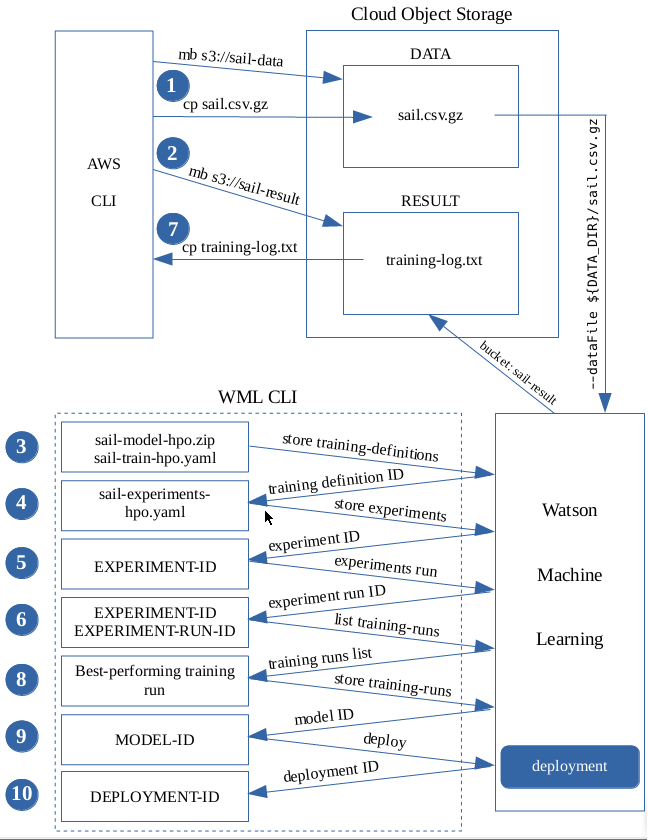 Cloud Object Storage
AWS
CLI
mb s3://sail-data
1
cp sail.csv.gz
2
mb s3://sail-result
7
cp training-log.txt
DATA
sail.csv.gz
RESULT
training-log.txt
--dataFile ${DATA_DIR}/sail.csv.gz
bucket: sail-result
WML CLI
3
sail-model-hpo.zip
sail-train-hpo.yaml
store training-definitions
training definition ID
4
sail-experiments-
hpo.yaml
store experiments
experiment ID
5
EXPERIMENT-ID
experiments run
experiment run ID
6
EXPERIMENT-ID
EXPERIMENT-RUN-ID
list training-runs
training runs list
8
Best-performing training
run
store training-runs
model ID
9
MODEL-ID
deploy
deployment ID
10
DEPLOYMENT-ID
Watson
Machine
Learning
deployment